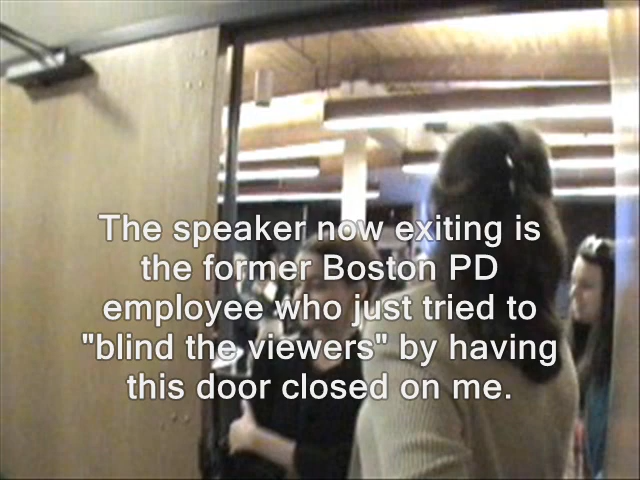 The speaker now exiting is
the former Boston PD
employee who just tried to
"blind the viewers" by having
this door closed on me.